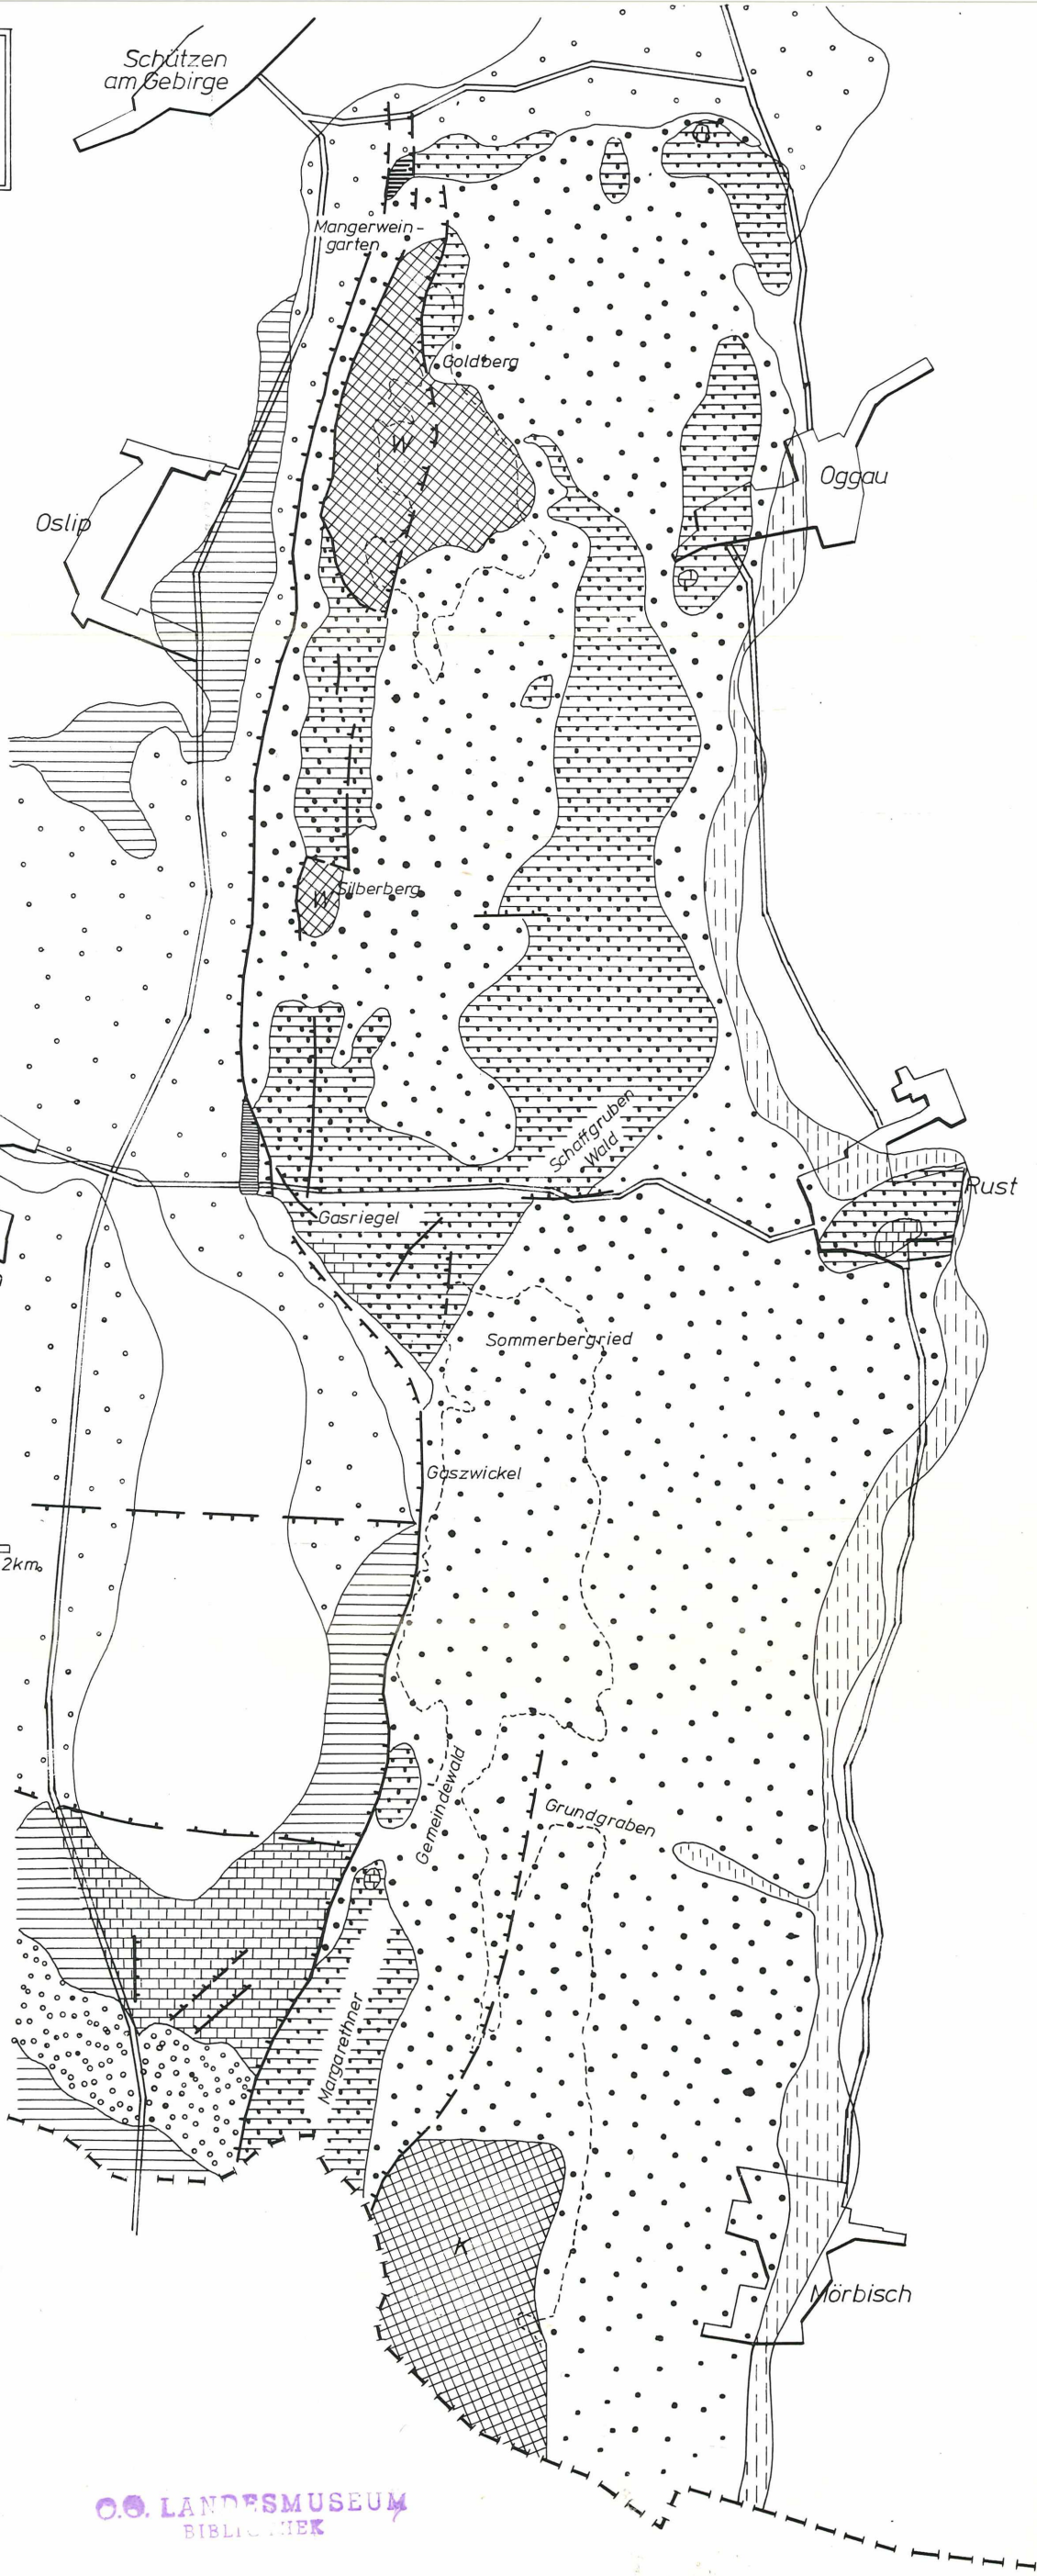 Schützen
am Gebirge
Mangerwein-
garten
Goldberg
W
Oggau
Oslip
Silberberg
W
Schaffgruben
Wald
Rust
Gasriegel
Sommerbergried
Gaszwickel
2km
Gemeindewald
Grundgraben
Margarethner
K
Mörbisch
O.Ö. LANDESMUSEUM